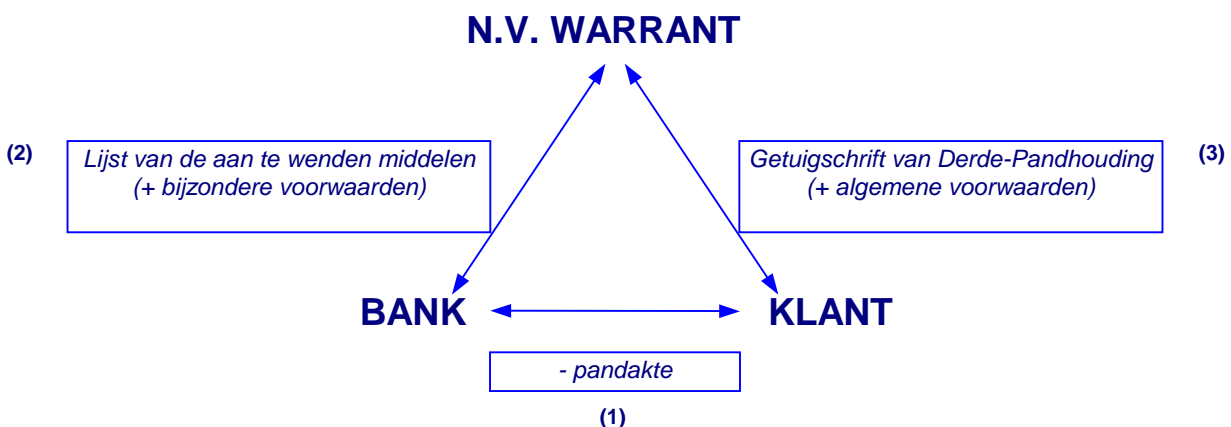 N.V. WARRANT
(2)
Lijst van de aan te wenden middelen
(+ bijzondere voorwaarden)
Getuigschrift van Derde-Pandhouding
(+ algemene voorwaarden)
(3)
BANK
KLANT
- pandakte
(1)